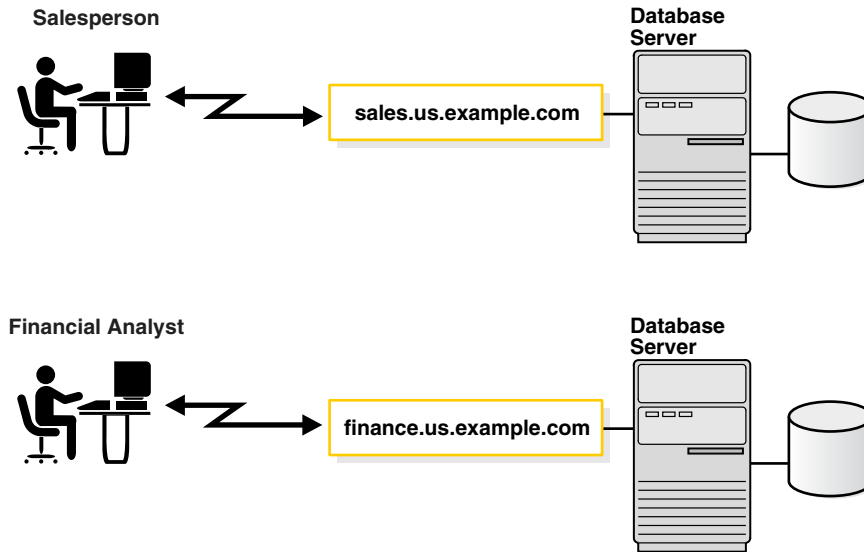 Salesperson
Database
Server
sales.us.example.com
Financial Analyst
Database
Server
finance.us.example.com